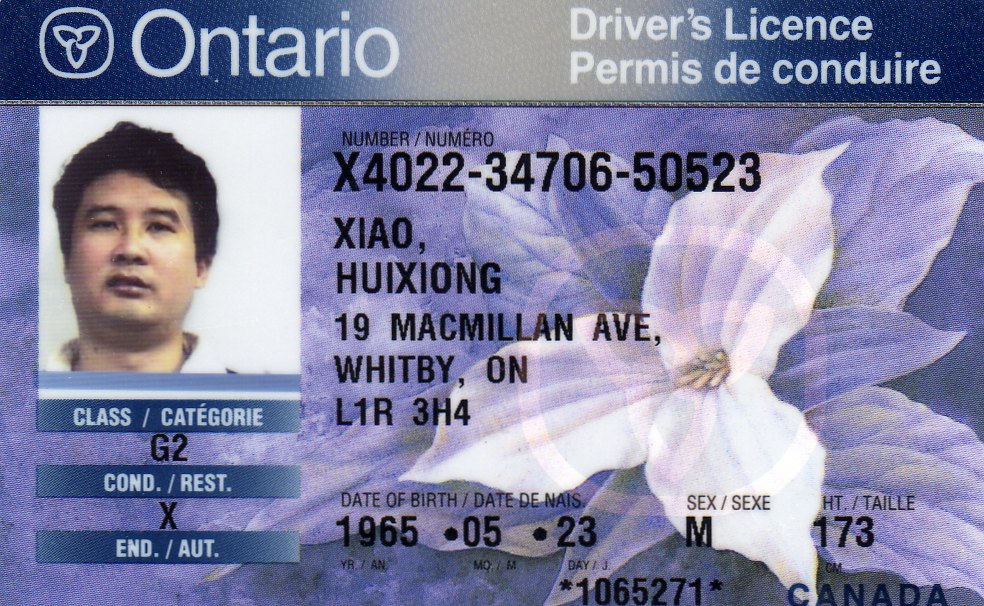 Ontario
Driver's Licence
Permis de conduire
NUMBER / NUMÉRO
X4022-34706-50523
XIAO,
HUIXIONG
19 MACMILLAN AVE,
WHITBY, ON
L1R 3H4
CLASS / CATÉGORIE
G2
COND. / REST.
X
END. / AUT.
DATE OF BIRTH / DATE DE NAIS.
SEX / SEXE
HT. / TAILLE
1965 •05 •23
M
173
YR. / AN.
MO. / M
DAY / J.
CM
*1065271*
CANADA